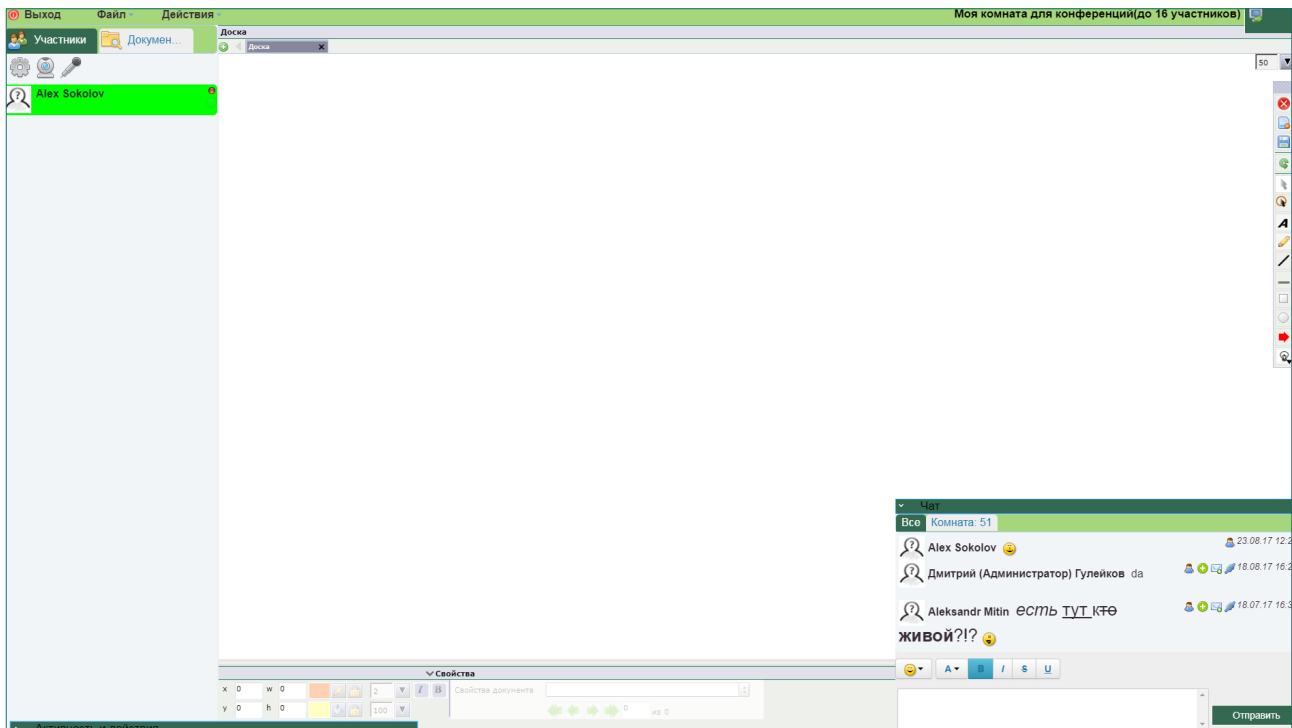 Выход Файл Действия Моя комната для конференций(до 16 участников)
Участники Докумен...
Доска
Доска x
50
Alex Sokolov
A
Чат
Все Комната: 51
Alex Sokolov 23.08.17 12:2
Дмитрий (Администратор) Гулейков da 18.08.17 16:2
Aleksandr Mitin есть тут кто 18.07.17 16:3
живой?!?
A B I S U
Отправить
Свойства
x 0 w 0 2 I B Свойства документа
y 0 h 0 100 0 из 0
Активность и действия